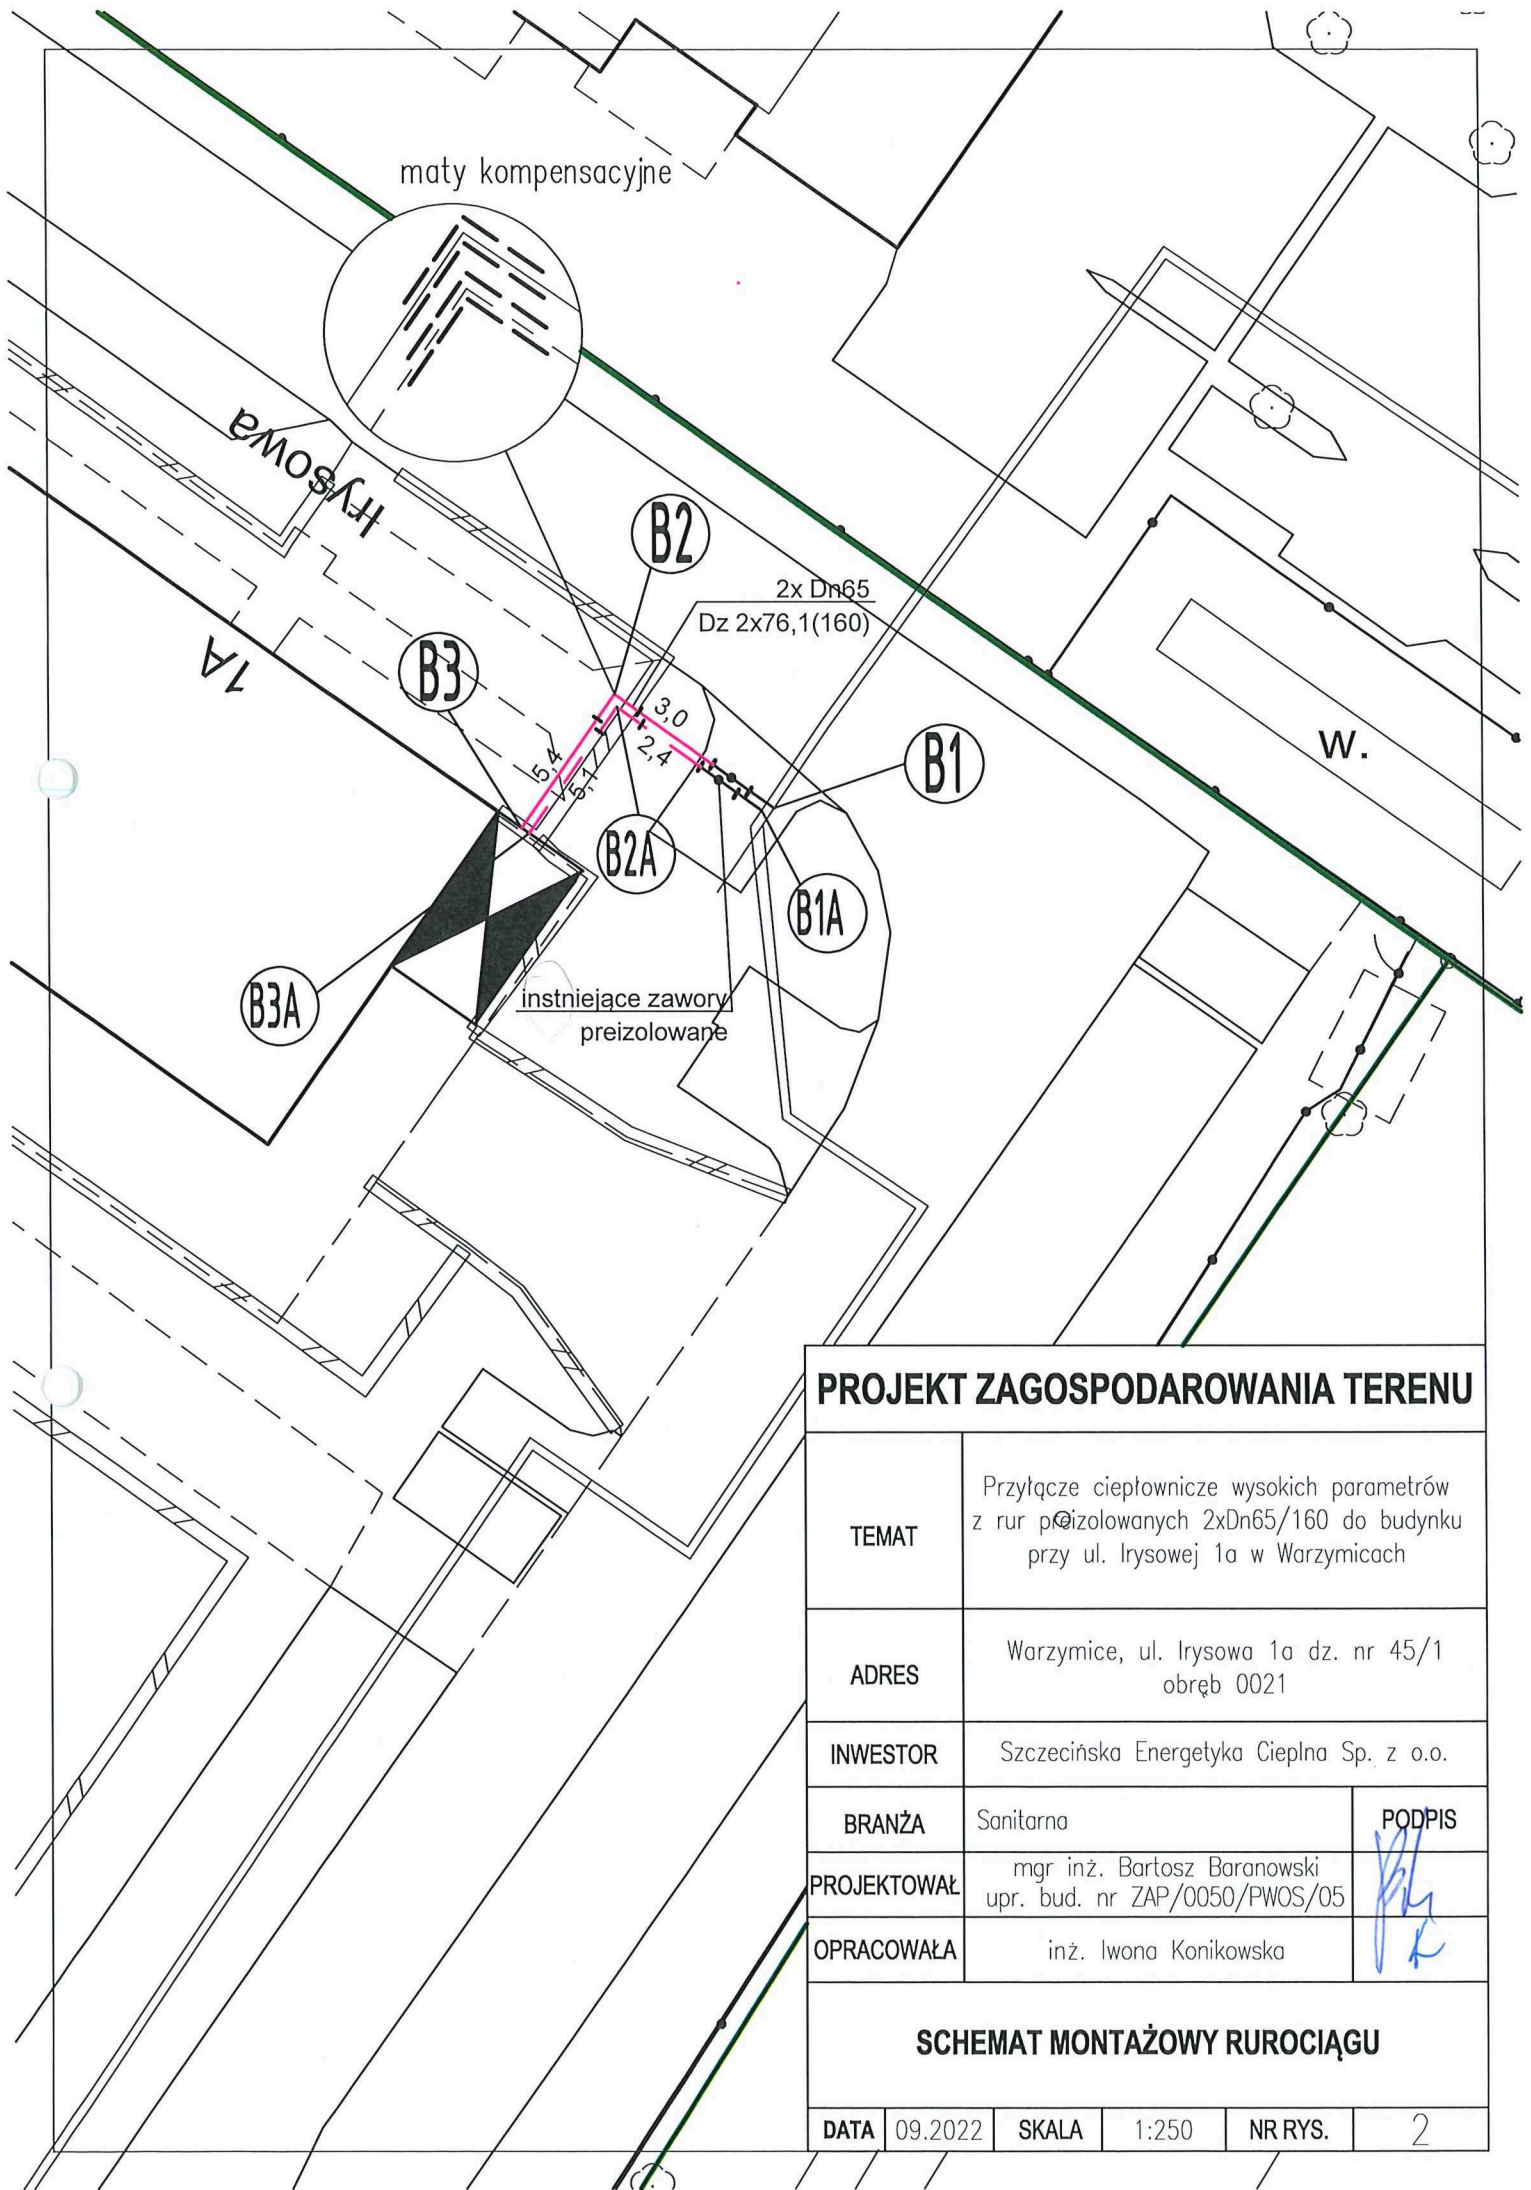 maty kompensacyjne
Irysowa
B2
2x Dn65
Dz 2x76,1(160)
1A
B3
3,0
2,4
5,4
5,1
B1
w.
B2A
B1A
B3A
instniejące zawory
preizolowane
PROJEKT ZAGOSPODAROWANIA TERENU
TEMAT
Przyłącze ciepłownicze wysokich parametrów
z rur preizolowanych 2xDn65/160 do budynku
przy ul. Irysowej 1a w Warzymicach
ADRES
Warzymice, ul. Irysowa 1a dz. nr 45/1
obręb 0021
INWESTOR
Szczecińska Energetyka Cieplna Sp. z o.o.
BRANŻA
Sanitarna
PODPIS
PROJEKTOWAŁ
mgr inż. Bartosz Baranowski
upr. bud. nr ZAP/0050/PWOS/05
OPRACOWAŁA
inż. Iwona Konikowska
SCHEMAT MONTAŻOWY RUROCIĄGU
DATA 09.2022 SKALA 1:250 NR RYS. 2